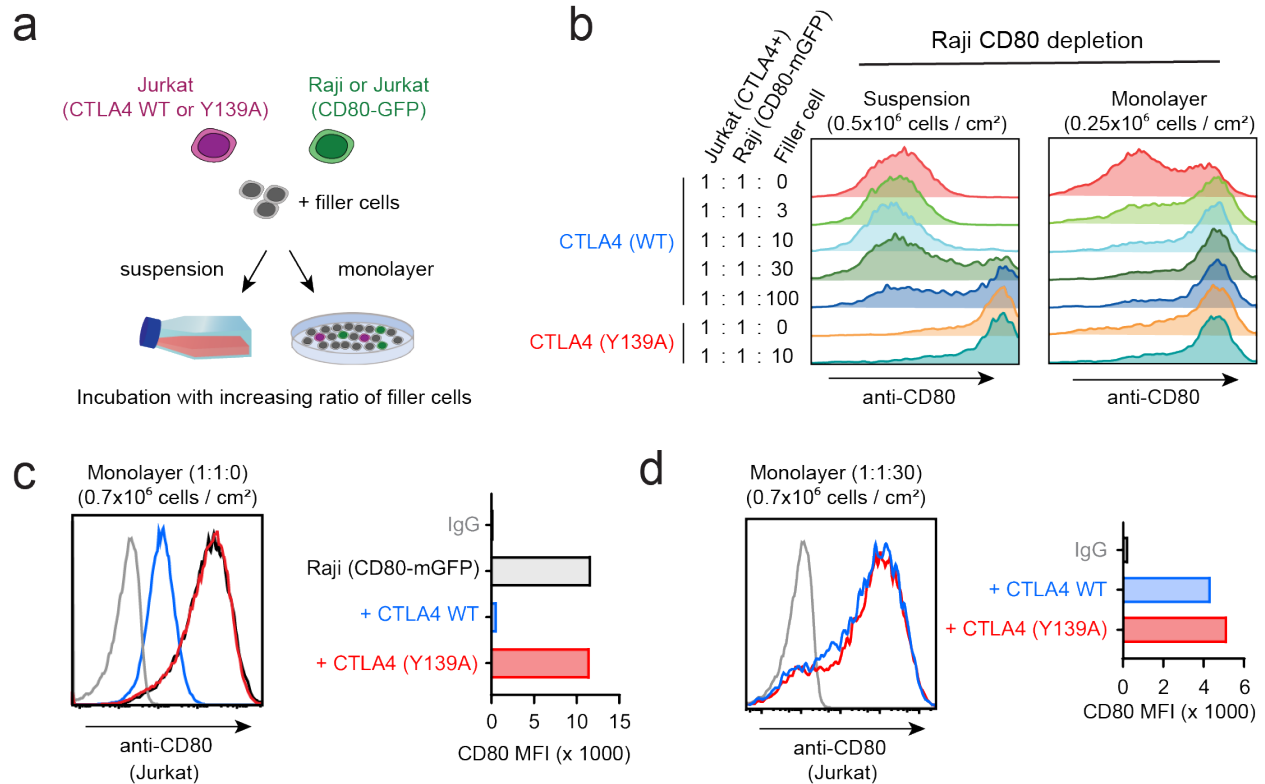 a
Jurkat
(CTLA4 WT or Y139A)
Raji or Jurkat
(CD80-GFP)
+ filler cells
suspension
monolayer
Incubation with increasing ratio of filler cells
b
Jurkat (CTLA4+)
Raji (CD80-mGFP)
Filler cell
Raji CD80 depletion
Suspension
(0.5x10⁶ cells / cm²)
Monolayer
(0.25x10⁶ cells / cm²)
CTLA4 (WT)
1 : 1 : 0
1 : 1 : 3
1 : 1 : 10
1 : 1 : 30
1 : 1 : 100
CTLA4 (Y139A)
1 : 1 : 0
1 : 1 : 10
anti-CD80
anti-CD80
c
Monolayer (1:1:0)
(0.7x10⁶ cells / cm²)
anti-CD80
(Jurkat)
IgG
Raji (CD80-mGFP)
+ CTLA4 WT
+ CTLA4 (Y139A)
0 5 10 15
CD80 MFI (x 1000)
d
Monolayer (1:1:30)
(0.7x10⁶ cells / cm²)
anti-CD80
(Jurkat)
IgG
+ CTLA4 WT
+ CTLA4 (Y139A)
0 2 4 6
CD80 MFI (x 1000)